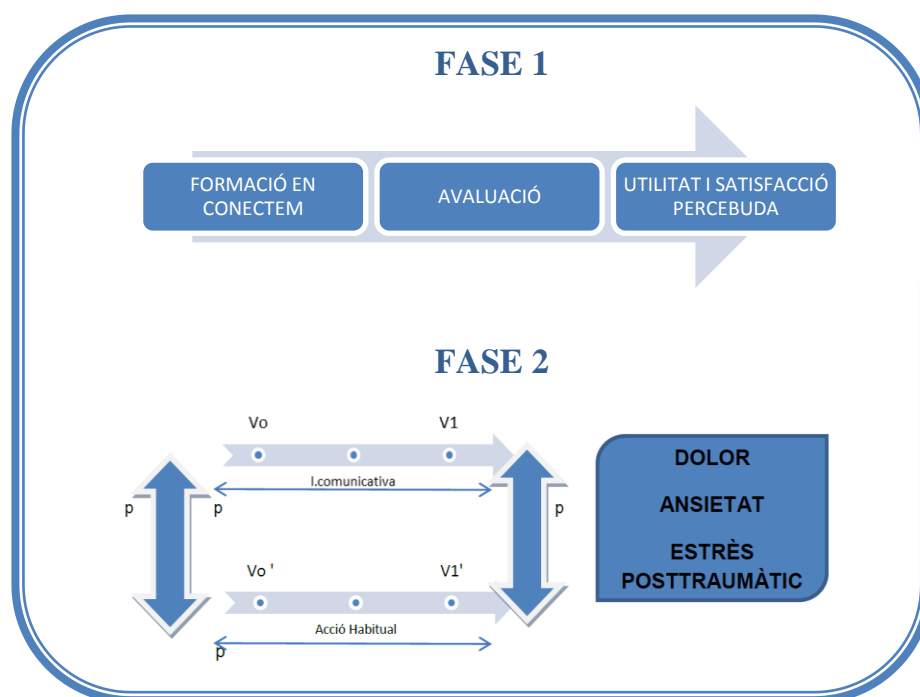 FASE 1
FORMACIÓ EN
CONECTEM
AVALUACIÓ
UTILITAT I SATISFACCIÓ
PERCEBUDA
FASE 2
Vo
V1
I.comunicativa
p
p
p
DOLOR
ANSIETAT
ESTRÈS
POSTTRAUMÀTIC
Vo '
V1'
Acció Habitual
p